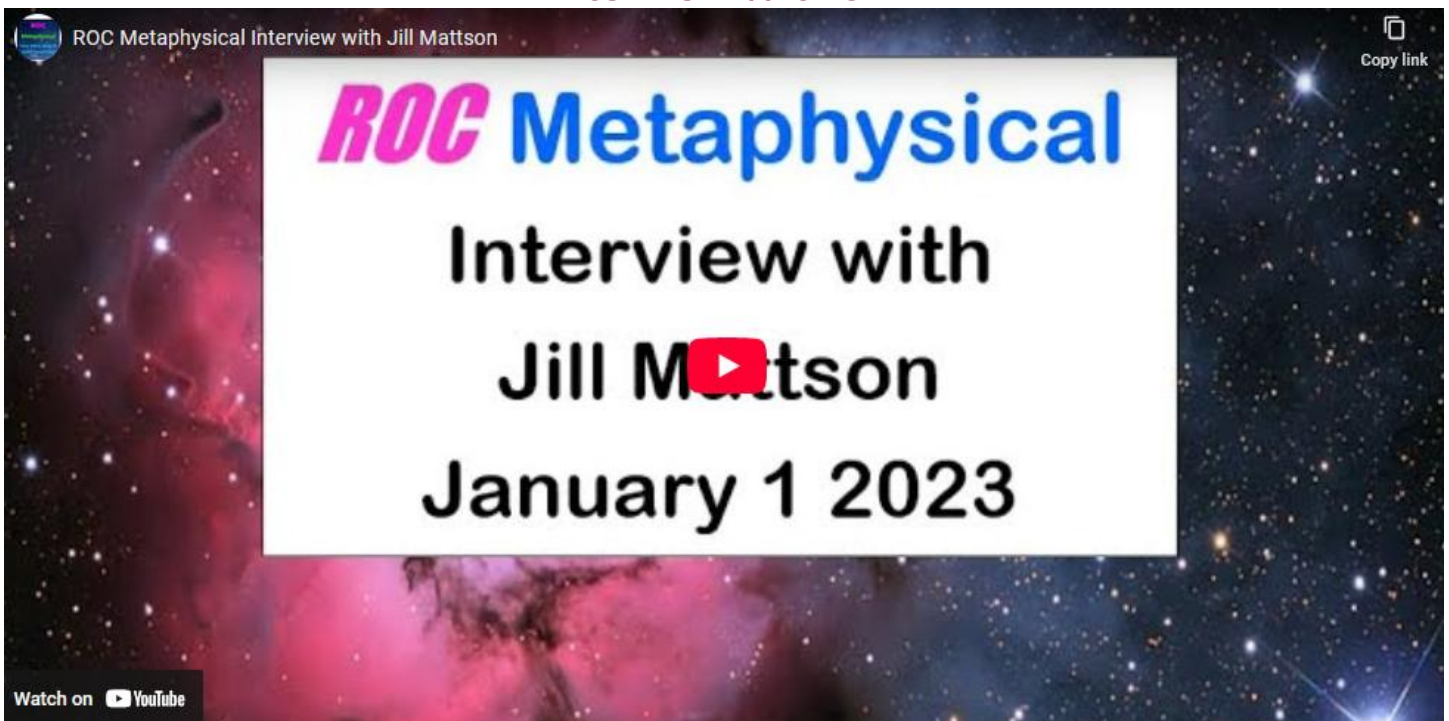 ROC Metaphysical Interview with Jill Mattson
Copy link
ROC Metaphysical
Interview with
Jill Mattson
January 1 2023
Watch on YouTube